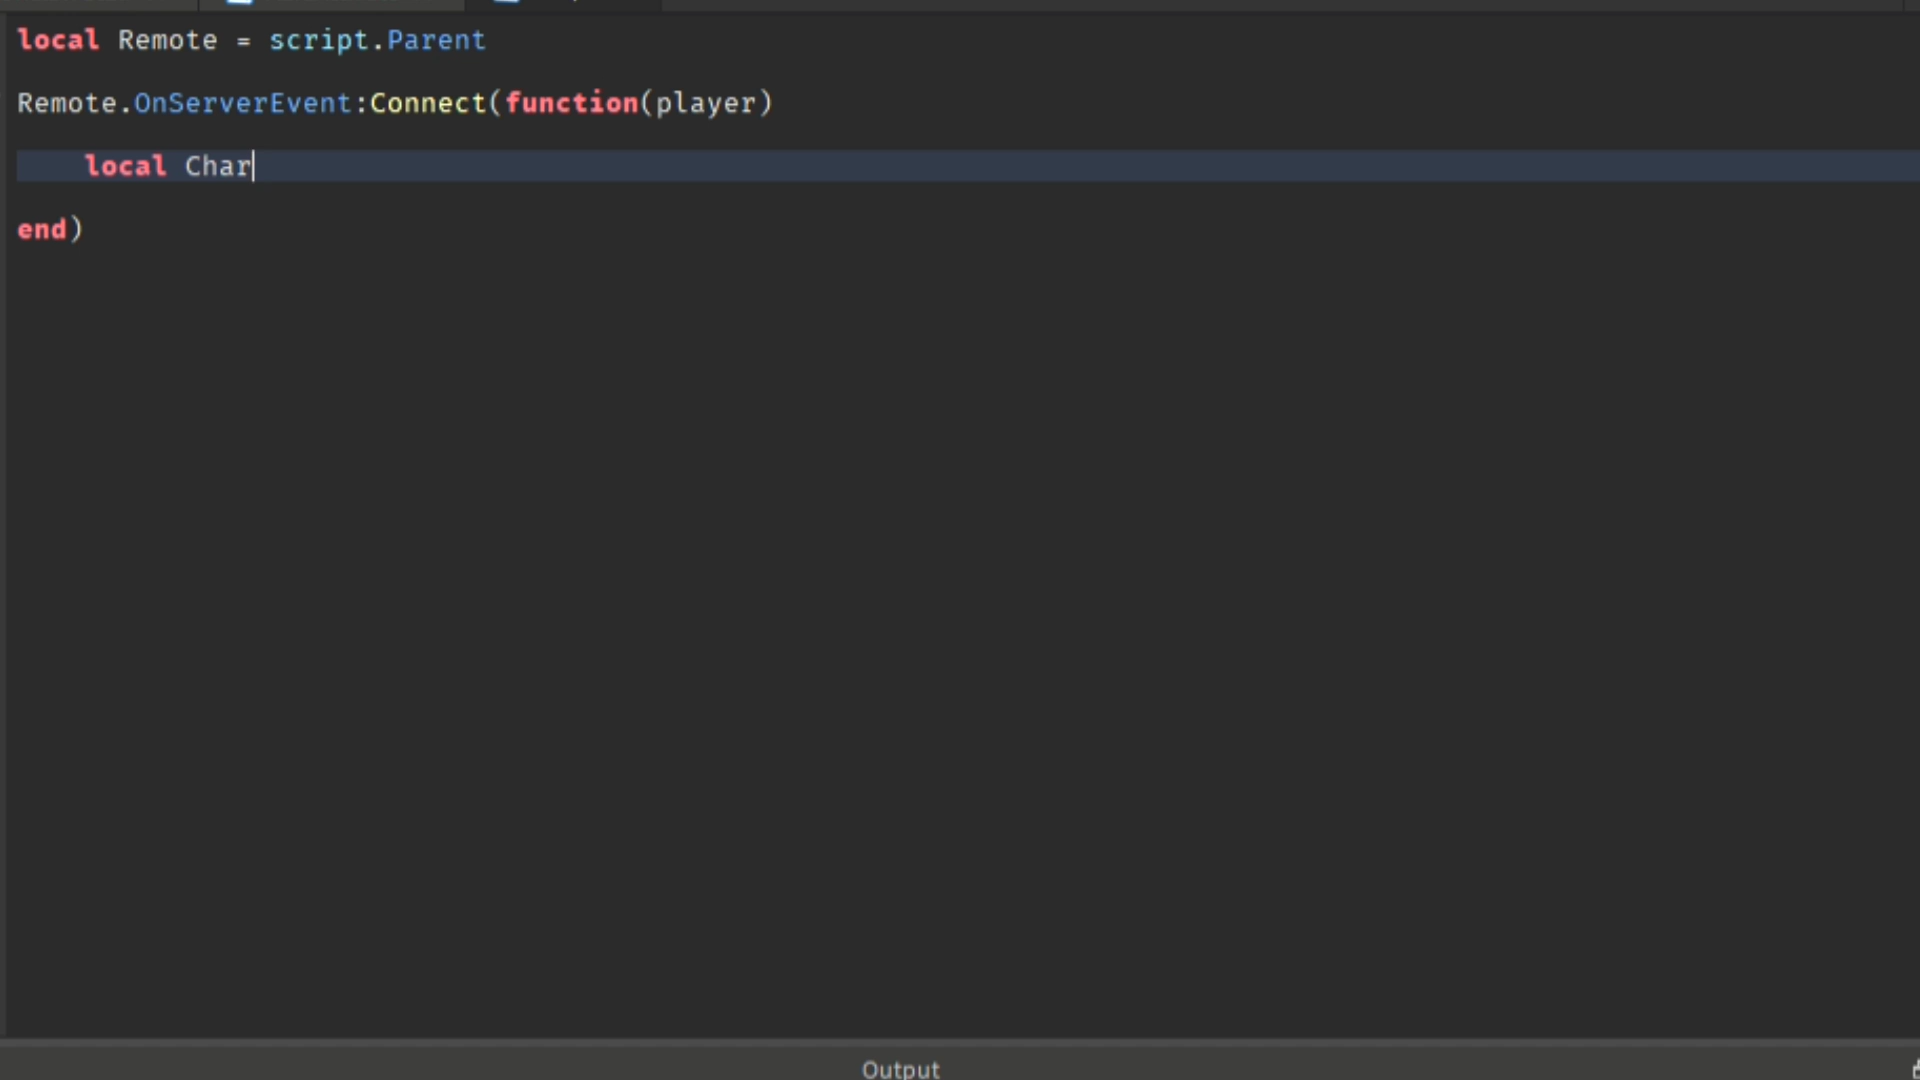 local Remote = script.Parent
Remote.OnServerEvent:Connect(function(player)
local Char
end)
Output